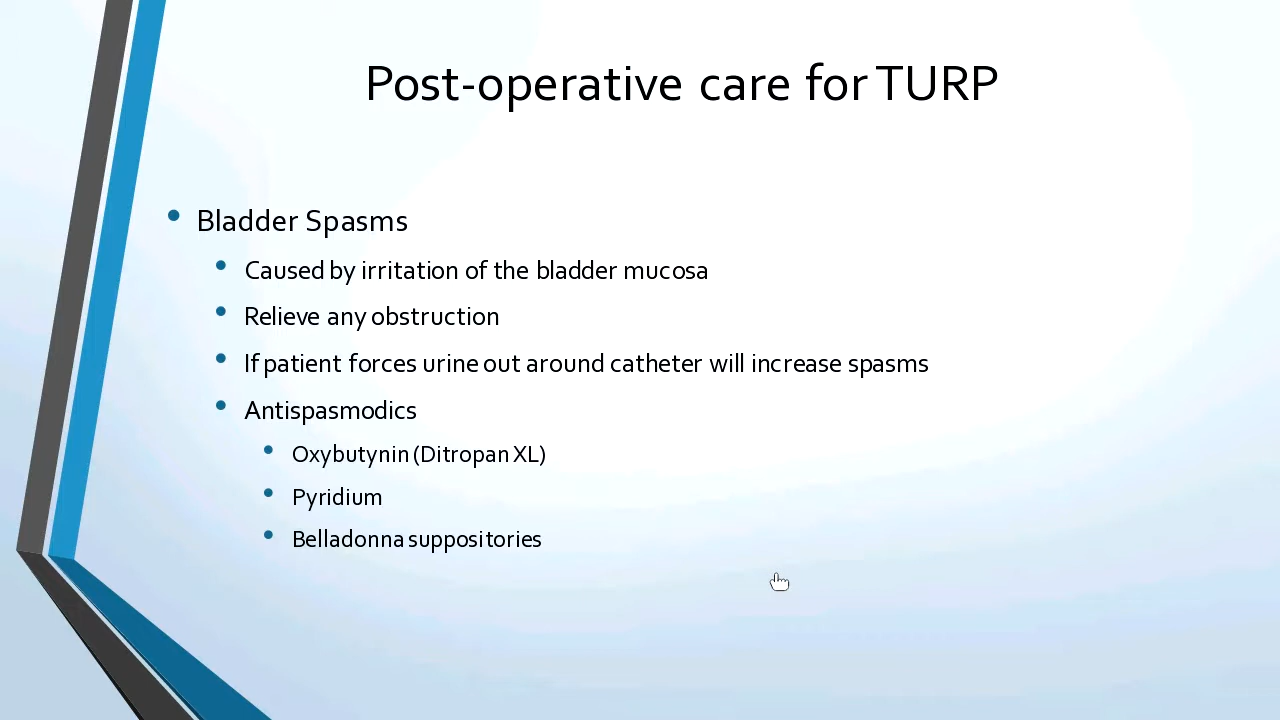 Post-operative care for TURP
• Bladder Spasms
• Caused by irritation of the bladder mucosa
• Relieve any obstruction
• If patient forces urine out around catheter will increase spasms
• Antispasmodics
• Oxybutynin (Ditropan XL)
• Pyridium
• Belladonna suppositories